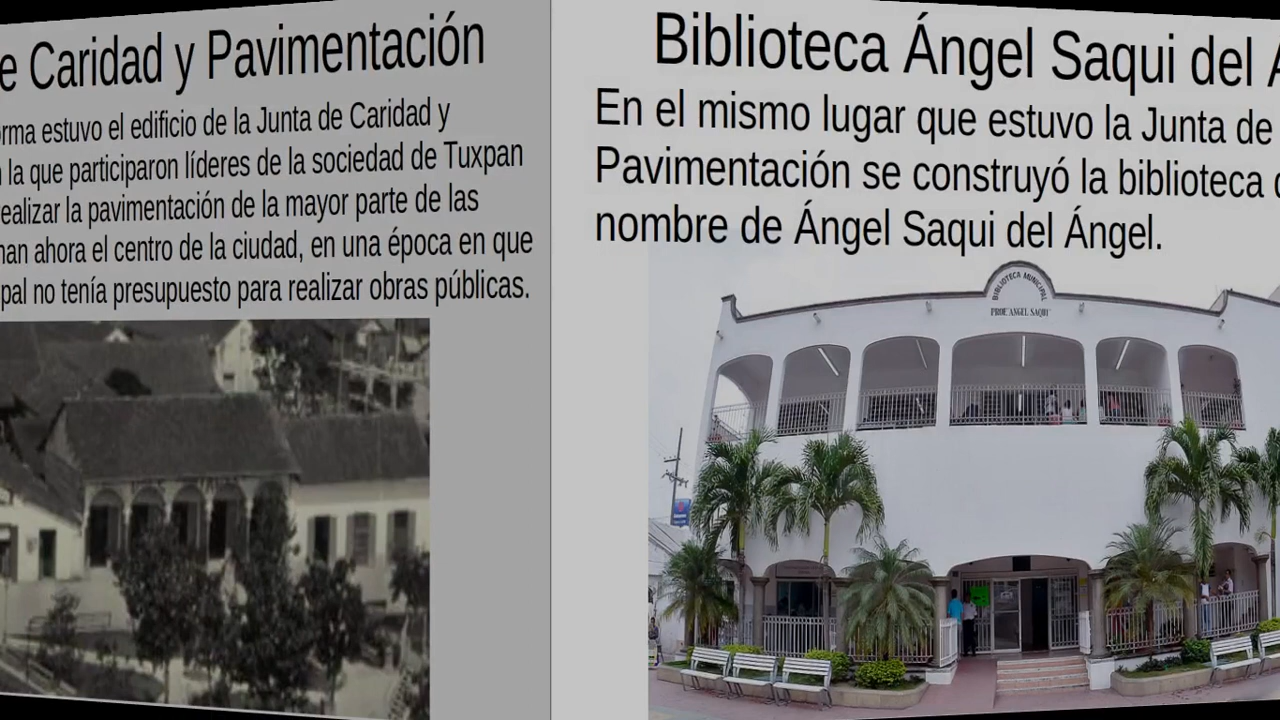 e Caridad y Pavimentación
orma estuvo el edificio de la Junta de Caridad y
la que participaron líderes de la sociedad de Tuxpan
realizar la pavimentación de la mayor parte de las
man ahora el centro de la ciudad, en una época en que
pal no tenía presupuesto para realizar obras públicas.
Biblioteca Ángel Saqui del
En el mismo lugar que estuvo la Junta de
Pavimentación se construyó la biblioteca
nombre de Ángel Saqui del Ángel.
BIBLIOTECA MUNICIPAL
PROF. ANGEL SAQUI